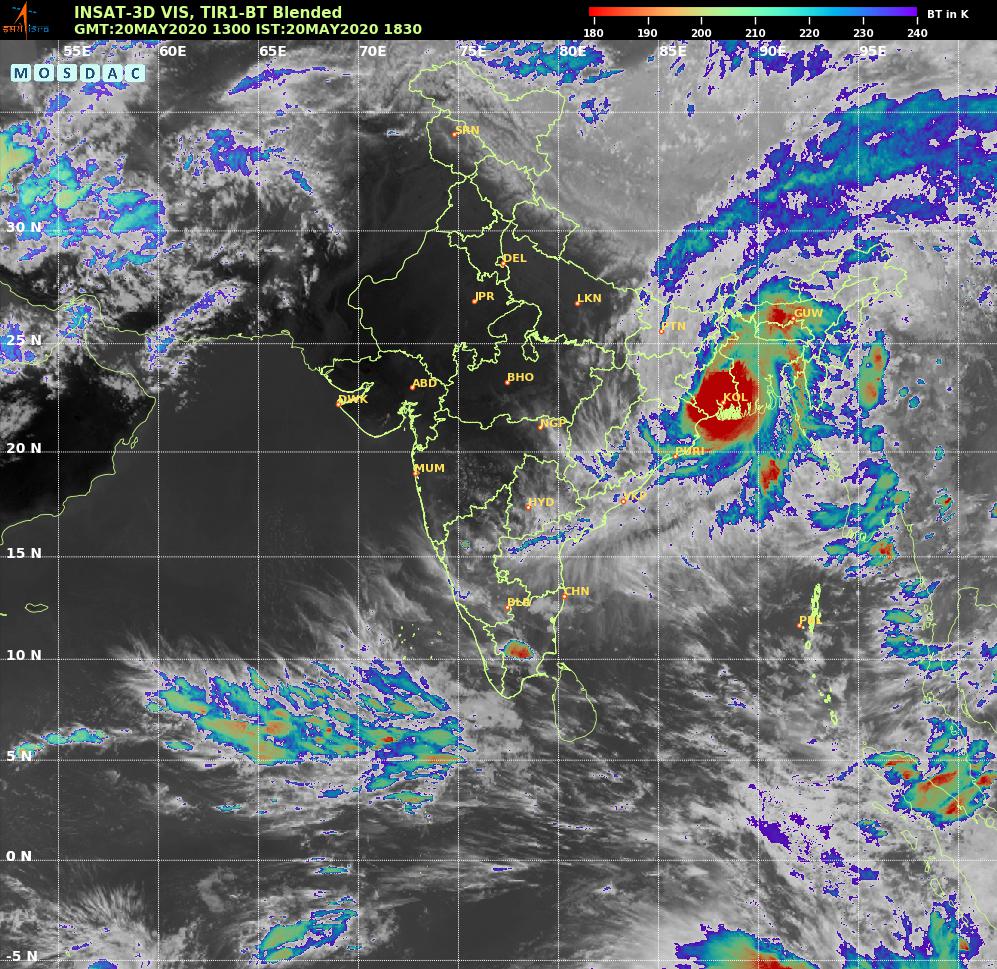 INSAT-3D VIS, TIR1-BT Blended
GMT:20MAY2020 1300 IST:20MAY2020 1830
180 190 200 205 210 220 230 240 BT in K
55E 60E 65E 70E 75E 80E 85E 90E 95E
MOSDAC
SRN
30 N
DEL
JPR
LKN
GUW
PTN
25 N
BHO
ABD
DWK
KOL
NGP
20 N
PURI
MUM
HYD
15 N
CHN
BLR
10 N
5 N
0 N
-5 N